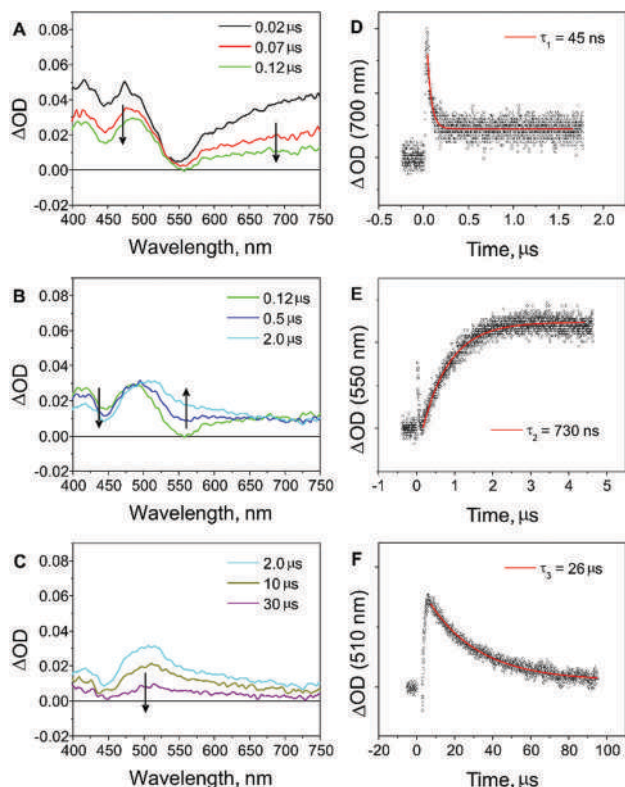 A
0.02 μs
0.07 μs
0.12 μs
ΔOD
0.08
0.06
0.04
0.02
0.00
-0.02
400 450 500 550 600 650 700 750
Wavelength, nm
D
τ1 = 45 ns
ΔOD (700 nm)
-0.5 0.0 0.5 1.0 1.5 2.0
Time, μs
B
0.12 μs
0.5 μs
2.0 μs
ΔOD
0.08
0.06
0.04
0.02
0.00
-0.02
400 450 500 550 600 650 700 750
Wavelength, nm
E
τ2 = 730 ns
ΔOD (550 nm)
-1 0 1 2 3 4 5
Time, μs
C
2.0 μs
10 μs
30 μs
ΔOD
0.08
0.06
0.04
0.02
0.00
-0.02
400 450 500 550 600 650 700 750
Wavelength, nm
F
τ3 = 26 μs
ΔOD (510 nm)
-20 0 20 40 60 80 100
Time, μs